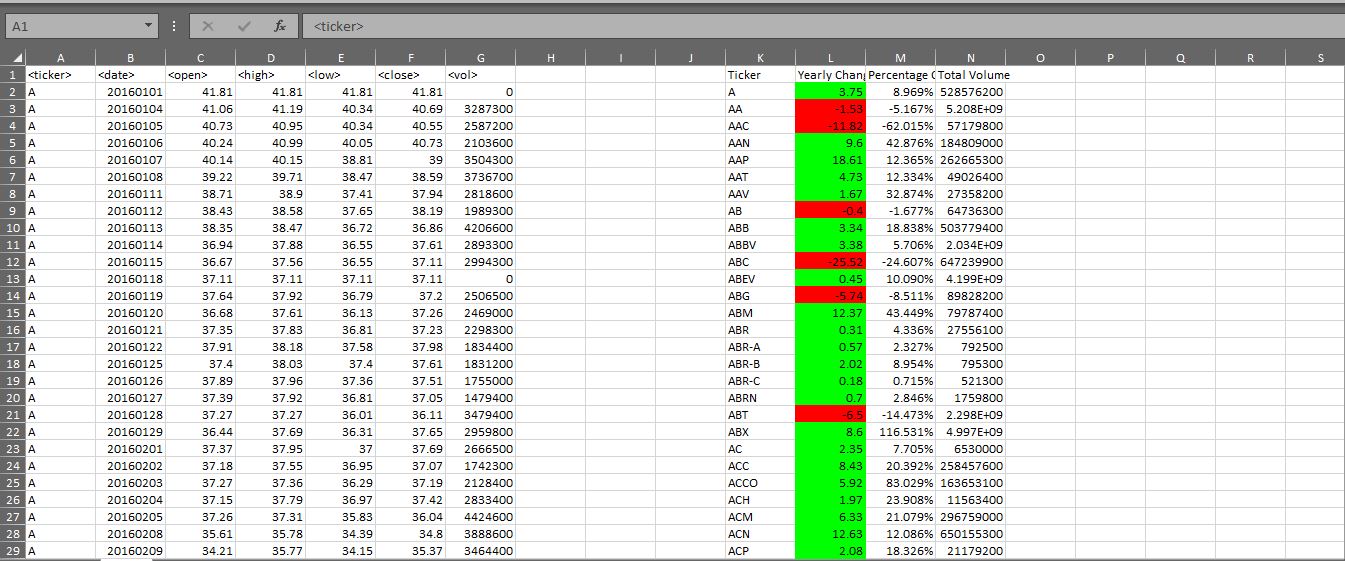 A1 fx <ticker>
A B C D E F G H I J K L M N O P Q R S
1 <ticker> <date> <open> <high> <low> <close> <vol> Ticker Yearly Chang Percentage C Total Volume
2 A 20160101 41.81 41.81 41.81 41.81 0 A 3.75 8.969% 528576200
3 A 20160104 41.06 41.19 40.34 40.69 3287300 AA -1.53 -5.167% 5.208E+09
4 A 20160105 40.73 40.95 40.34 40.55 2587200 AAC -11.82 -62.015% 57179800
5 A 20160106 40.24 40.99 40.05 40.73 2103600 AAN 9.6 42.876% 184809000
6 A 20160107 40.14 40.15 38.81 39 3504300 AAP 18.61 12.365% 262665300
7 A 20160108 39.22 39.71 38.47 38.59 3736700 AAT 4.73 12.334% 49026400
8 A 20160111 38.71 38.9 37.41 37.94 2818600 AAV 1.67 32.874% 27358200
9 A 20160112 38.43 38.58 37.65 38.19 1989300 AB -0.4 -1.677% 64736300
10 A 20160113 38.35 38.47 36.72 36.86 4206600 ABB 3.34 18.838% 503779400
11 A 20160114 36.94 37.88 36.55 37.61 2893300 ABBV 3.38 5.706% 2.034E+09
12 A 20160115 36.67 37.56 36.55 37.11 2994300 ABC -25.52 -24.607% 647239900
13 A 20160118 37.11 37.11 37.11 37.11 0 ABEV 0.45 10.090% 4.199E+09
14 A 20160119 37.64 37.92 36.79 37.2 2506500 ABG -5.74 -8.511% 89828200
15 A 20160120 36.68 37.61 36.13 37.26 2469000 ABM 12.37 43.449% 79787400
16 A 20160121 37.35 37.83 36.81 37.23 2298300 ABR 0.31 4.336% 27556100
17 A 20160122 37.91 38.18 37.58 37.98 1834400 ABR-A 0.57 2.327% 792500
18 A 20160125 37.4 38.03 37.4 37.61 1831200 ABR-B 2.02 8.954% 795300
19 A 20160126 37.89 37.96 37.36 37.51 1755000 ABR-C 0.18 0.715% 521300
20 A 20160127 37.39 37.92 36.81 37.05 1479400 ABRN 0.7 2.846% 1759800
21 A 20160128 37.27 37.27 36.01 36.11 3479400 ABT -6.5 -14.473% 2.298E+09
22 A 20160129 36.44 37.69 36.31 37.65 2959800 ABX 8.6 116.531% 4.997E+09
23 A 20160201 37.37 37.95 37 37.69 2666500 AC 2.35 7.705% 6530000
24 A 20160202 37.18 37.55 36.95 37.07 1742300 ACC 8.43 20.392% 258457600
25 A 20160203 37.27 37.36 36.29 37.19 2128400 ACCO 5.92 83.029% 163653100
26 A 20160204 37.15 37.79 36.97 37.42 2833400 ACH 1.97 23.908% 11563400
27 A 20160205 37.26 37.31 35.83 36.04 4424600 ACM 6.33 21.079% 296759000
28 A 20160208 35.61 35.78 34.39 34.8 3888600 ACN 12.63 12.086% 650155300
29 A 20160209 34.21 35.77 34.15 35.37 3464400 ACP 2.08 18.326% 21179200